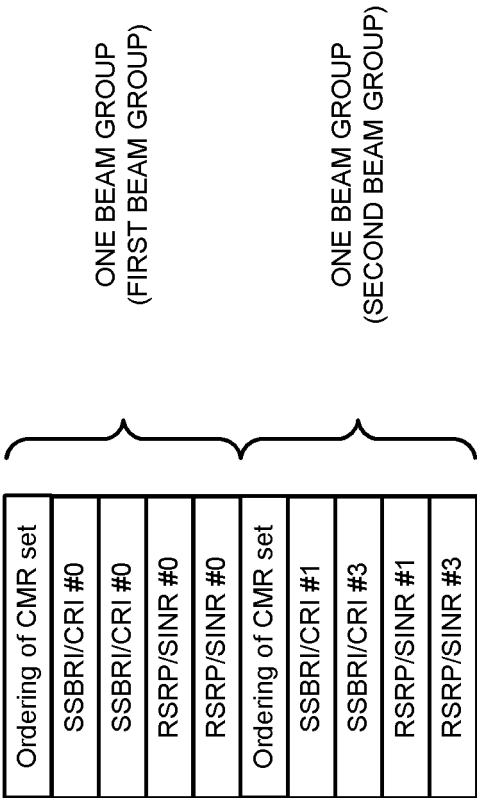 Ordering of CMR set
SSBRI/CRI #0
SSBRI/CRI #0
RSRP/SINR #0
RSRP/SINR #0
Ordering of CMR set
SSBRI/CRI #1
SSBRI/CRI #3
RSRP/SINR #1
RSRP/SINR #3
ONE BEAM GROUP
(FIRST BEAM GROUP)
ONE BEAM GROUP
(SECOND BEAM GROUP)